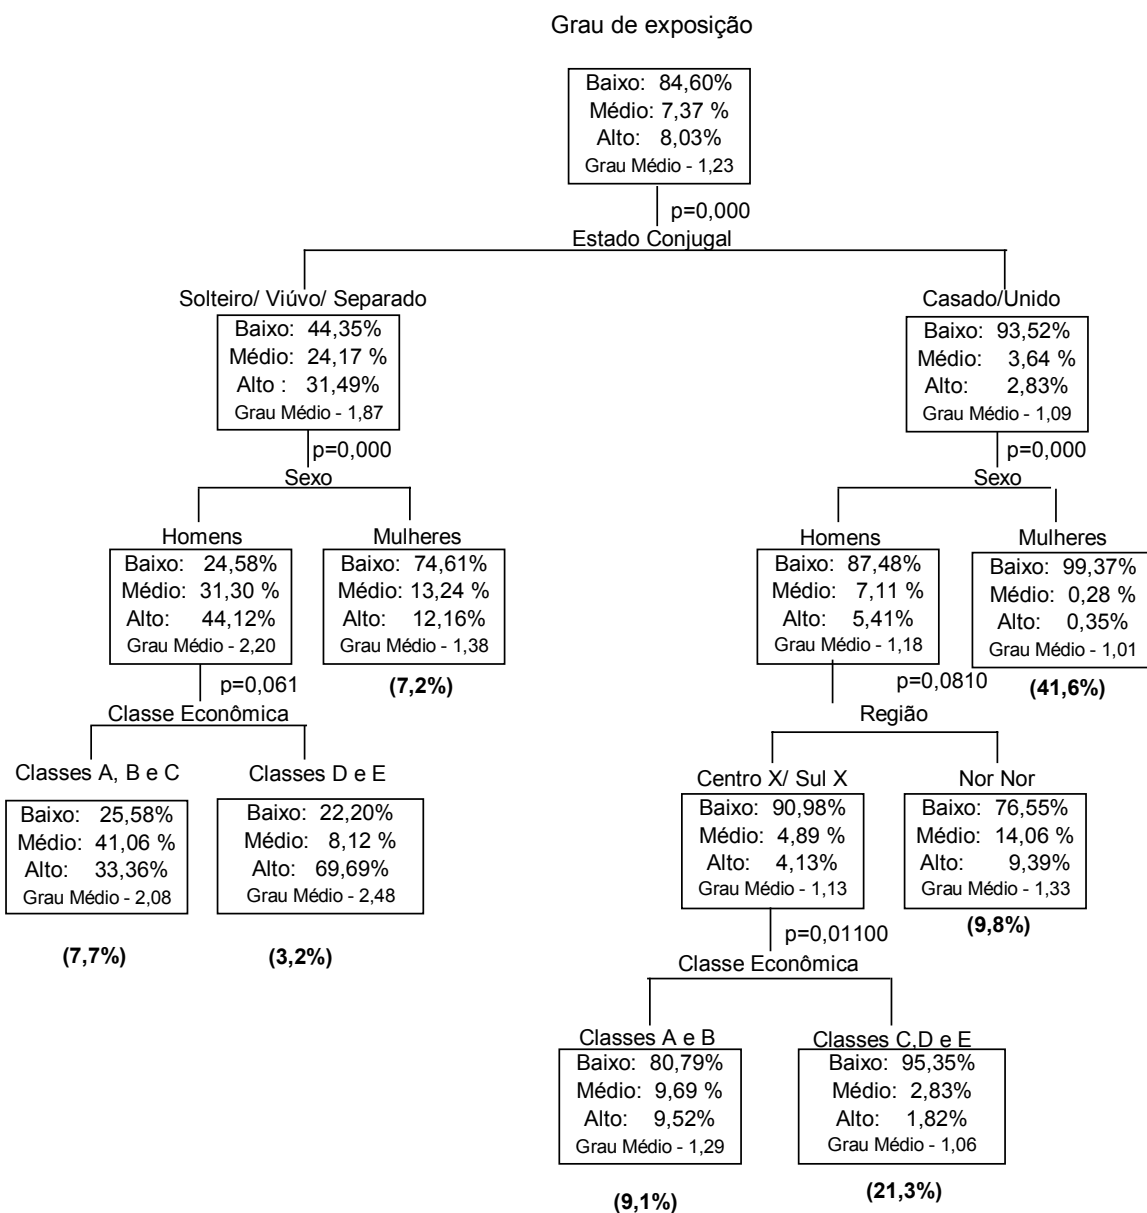 Grau de exposição
Baixo: 84,60%
Médio: 7,37 %
Alto: 8,03%
Grau Médio - 1,23
p=0,000
Estado Conjugal
Solteiro/ Viúvo/ Separado
Baixo: 44,35%
Médio: 24,17 %
Alto : 31,49%
Grau Médio - 1,87
p=0,000
Sexo
Casado/Unido
Baixo: 93,52%
Médio: 3,64 %
Alto: 2,83%
Grau Médio - 1,09
p=0,000
Sexo
Homens
Baixo: 24,58%
Médio: 31,30 %
Alto: 44,12%
Grau Médio - 2,20
p=0,061
Classe Econômica
Mulheres
Baixo: 74,61%
Médio: 13,24 %
Alto: 12,16%
Grau Médio - 1,38
(7,2%)
Homens
Baixo: 87,48%
Médio: 7,11 %
Alto: 5,41%
Grau Médio - 1,18
p=0,0810
Região
Mulheres
Baixo: 99,37%
Médio: 0,28 %
Alto: 0,35%
Grau Médio - 1,01
(41,6%)
Classes A, B e C
Baixo: 25,58%
Médio: 41,06 %
Alto: 33,36%
Grau Médio - 2,08
(7,7%)
Classes D e E
Baixo: 22,20%
Médio: 8,12 %
Alto: 69,69%
Grau Médio - 2,48
(3,2%)
Centro X/ Sul X
Baixo: 90,98%
Médio: 4,89 %
Alto: 4,13%
Grau Médio - 1,13
p=0,01100
Classe Econômica
Nor Nor
Baixo: 76,55%
Médio: 14,06 %
Alto: 9,39%
Grau Médio - 1,33
(9,8%)
Classes A e B
Baixo: 80,79%
Médio: 9,69 %
Alto: 9,52%
Grau Médio - 1,29
(9,1%)
Classes C,D e E
Baixo: 95,35%
Médio: 2,83%
Alto: 1,82%
Grau Médio - 1,06
(21,3%)